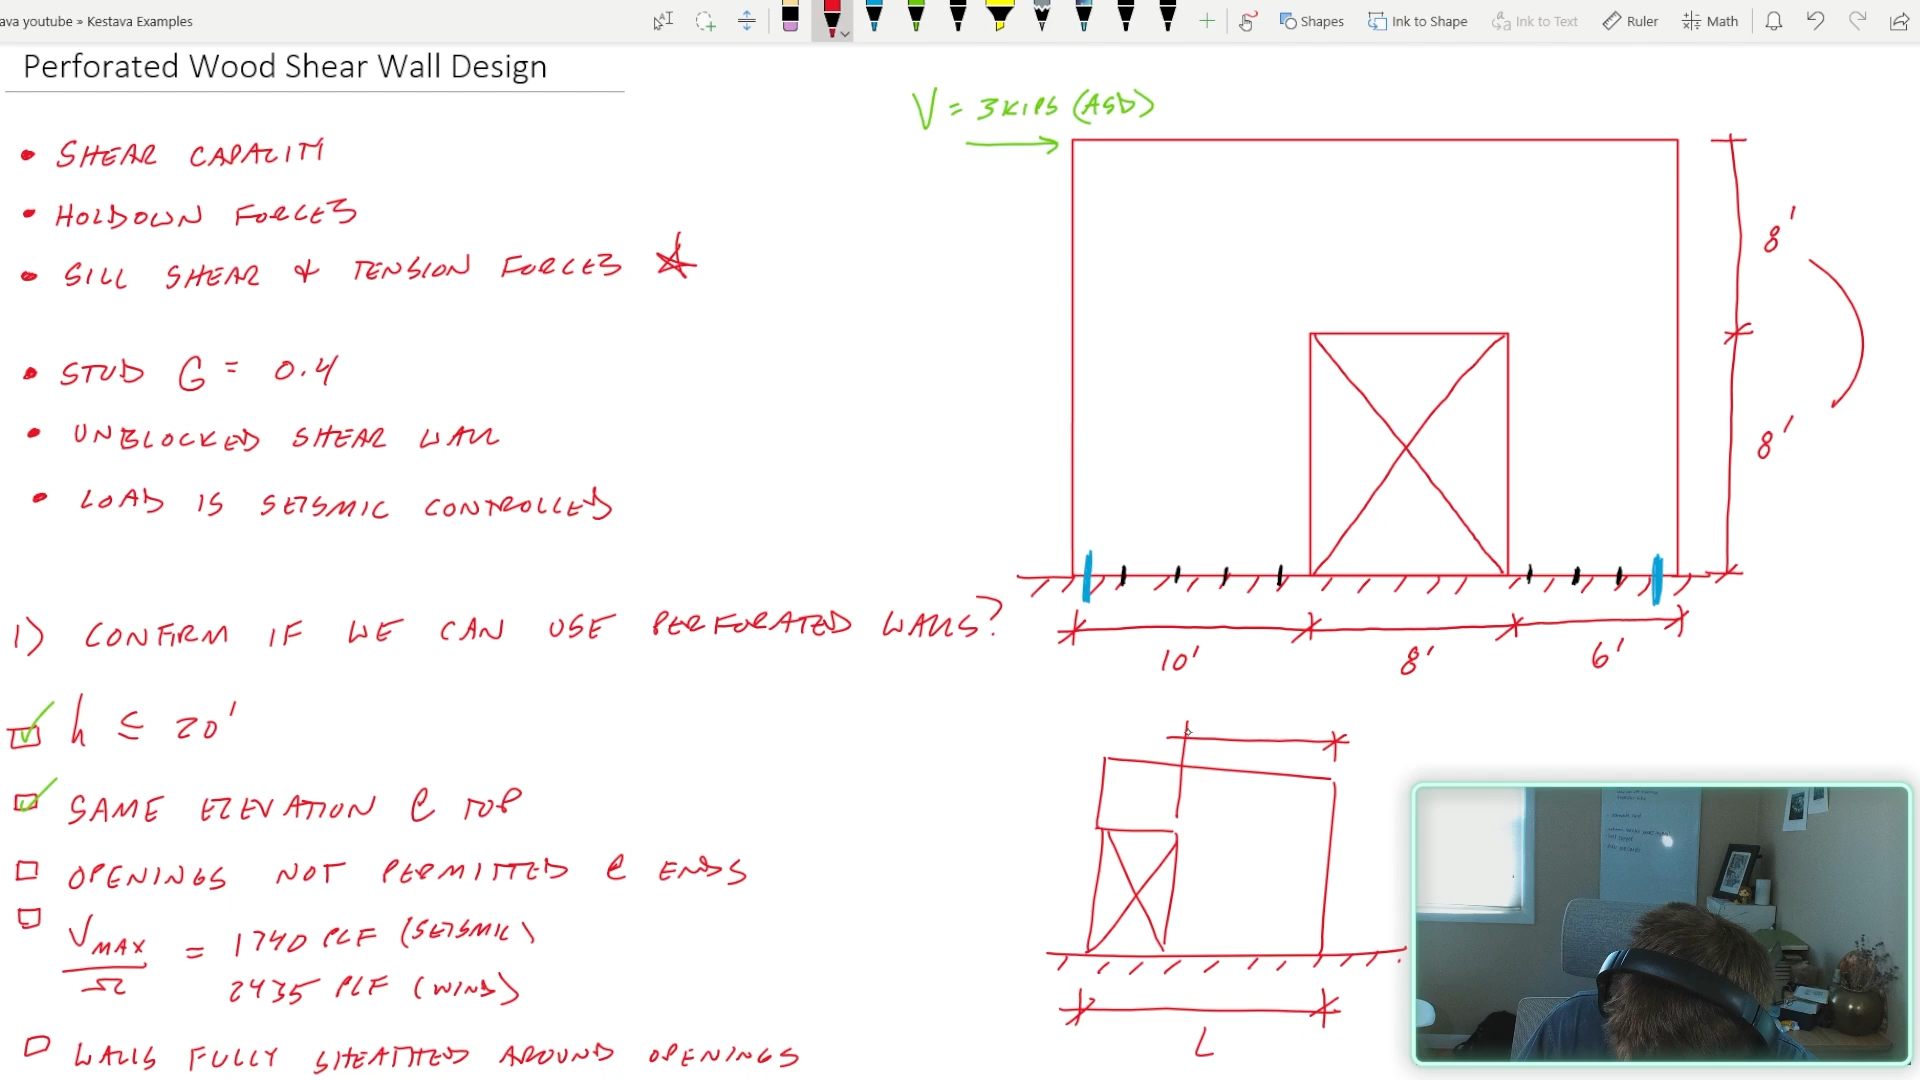 ava youtube » Kestava Examples
Shapes
Ink to Shape
Ink to Text
Ruler
Math
Perforated Wood Shear Wall Design
• SHEAR CAPACITY
• HOLDOWN FORCES
• SILL SHEAR & TENSION FORCES
• STUD G = 0.4
• UNBLOCKED SHEAR WALL
• LOAD IS SEISMIC CONTROLLED
1) CONFIRM IF WE CAN USE PERFORATED WALLS?
h ≤ 20'
SAME ELEVATION @ TOP
OPENINGS NOT PERMITTED @ ENDS
VMAX/Ω = 1740 PLF (SEISMIC)
2435 PLF (WIND)
WALLS FULLY SHEATHED AROUND OPENINGS
V = 3 KIPS (ASD)
8'
8'
10'
8'
6'
L